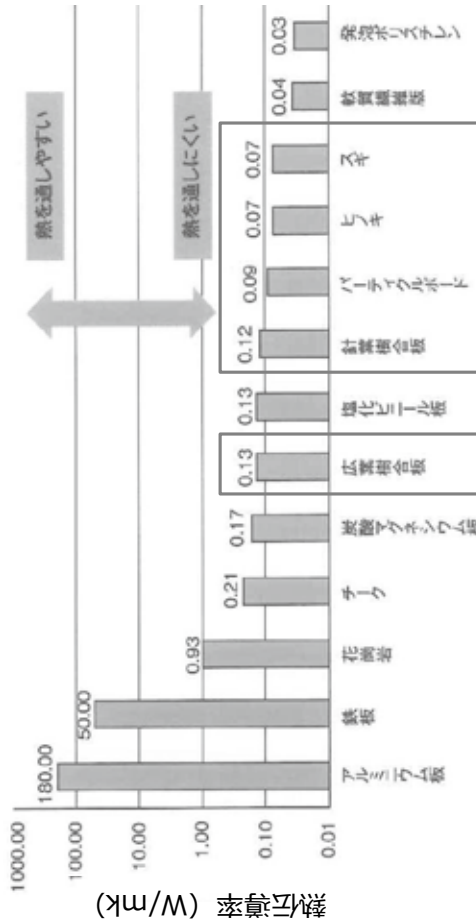 熱伝導率(W/mk)
1000.00
100.00
10.00
1.00
0.10
0.01
熱を通しやすい
熱を通しにくい
180.00
50.00
0.93
0.21
0.17
0.13
0.13
0.12
0.09
0.07
0.07
0.04
0.03
アルミニウム板
鉄板
花崗岩
チーク
炭酸マグネシウム板
広葉樹合板
塩化ビニール板
針葉樹合板
パーティクルボード
ヒノキ
スギ
軟質繊維板
発泡ポリスチレン